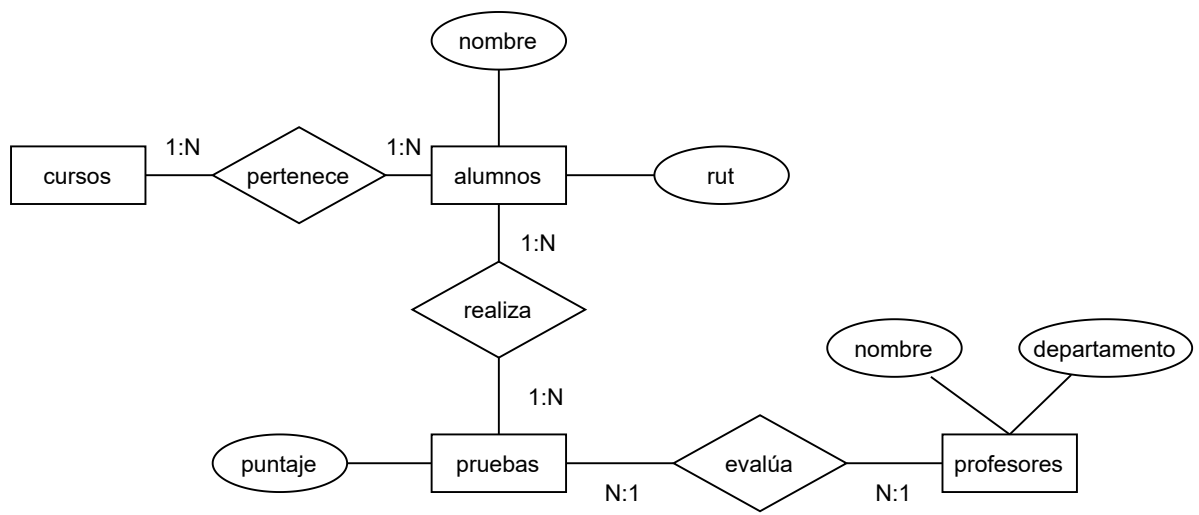 nombre
1:N
1:N
cursos
pertenece
alumnos
rut
1:N
realiza
nombre
departamento
1:N
puntaje
pruebas
evalúa
profesores
N:1
N:1